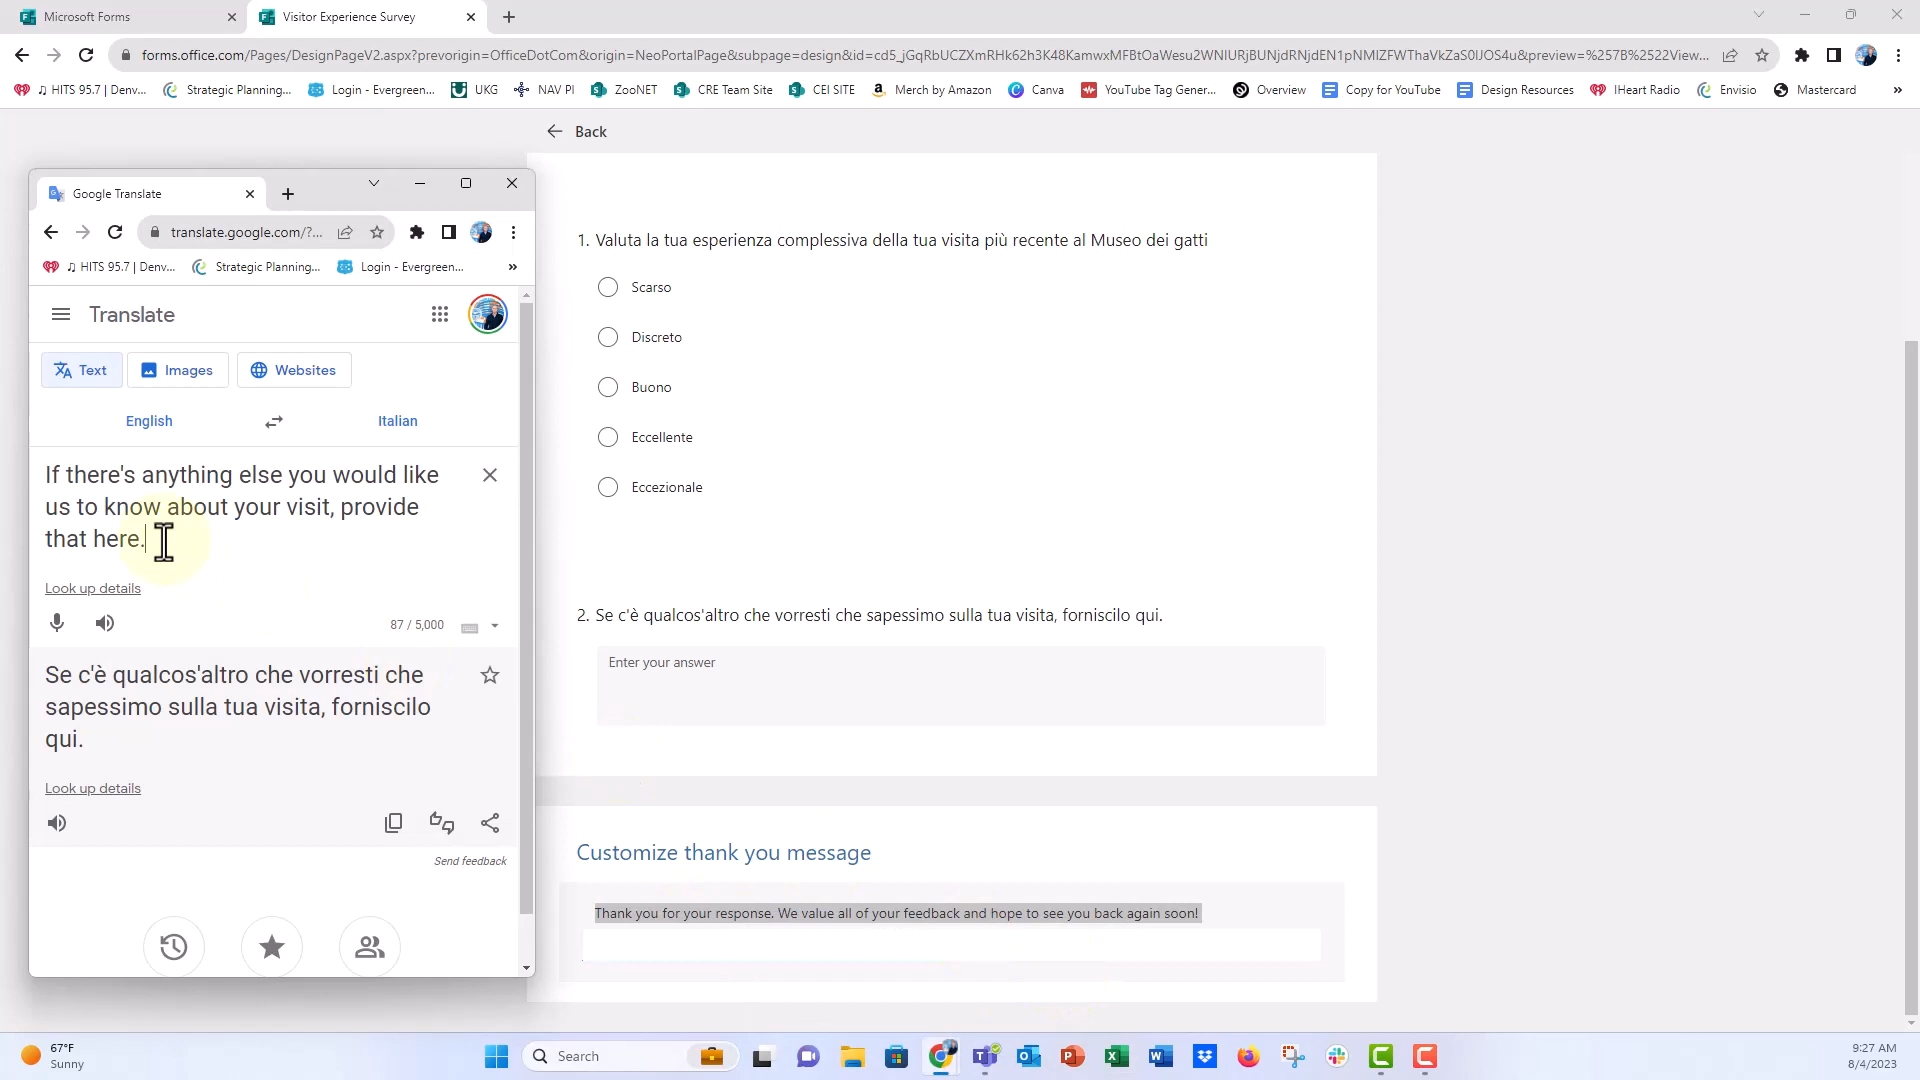 Microsoft Forms
Visitor Experience Survey
forms.office.com/Pages/DesignPageV2.aspx?prevorigin=OfficeDotCom&origin=NeoPortalPage&subpage=design&id=cd5_jGqRbUCZXmRHk62h3K48KamwxMFBtOaWesu2WNlURjBUNjdRNjdEN1pNMlZFWThaVkZaS0lJOS4u&preview=%257B%2522View...
♫ HITS 95.7 | Denv...
Strategic Planning...
Login - Evergreen...
UKG
NAV PI
ZooNET
CRE Team Site
CEI SITE
Merch by Amazon
Canva
YouTube Tag Gener...
Overview
Copy for YouTube
Design Resources
IHeart Radio
Envisio
Mastercard
»
Back
Google Translate
translate.google.com/?...
♫ HITS 95.7 | Denv...
Strategic Planning...
Login - Evergreen...
»
Translate
Text
Images
Websites
English
Italian
If there's anything else you would like
us to know about your visit, provide
that here.
Look up details
87 / 5,000
Se c'è qualcos'altro che vorresti che
sapessimo sulla tua visita, forniscilo
qui.
Look up details
Send feedback
1. Valuta la tua esperienza complessiva della tua visita più recente al Museo dei gatti
Scarso
Discreto
Buono
Eccellente
Eccezionale
2. Se c'è qualcos'altro che vorresti che sapessimo sulla tua visita, forniscilo qui.
Enter your answer
Customize thank you message
Thank you for your response. We value all of your feedback and hope to see you back again soon!
67°F
Sunny
Search
9:27 AM
8/4/2023